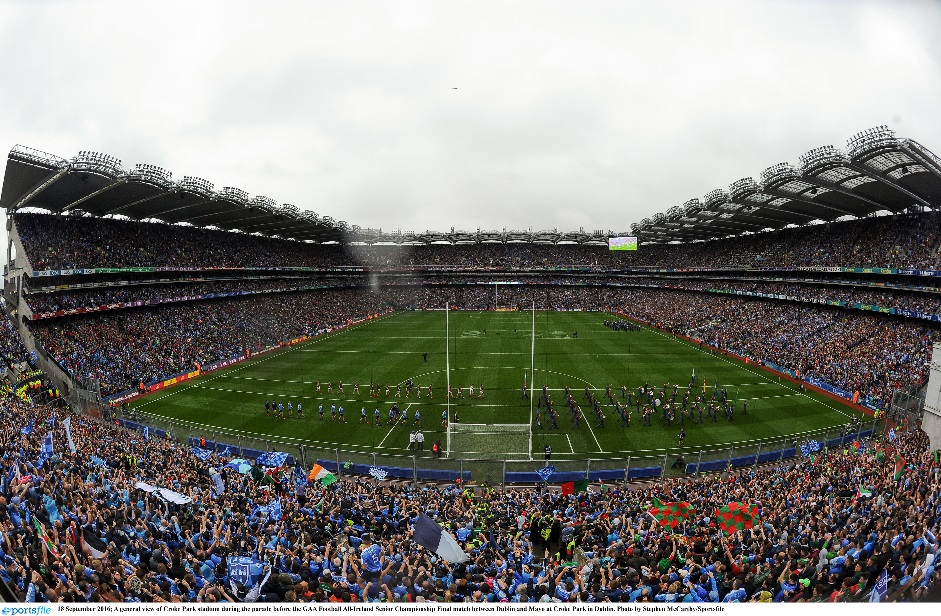 sportsfile 18 September 2016; A general view of Croke Park stadium during the parade before the GAA Football All-Ireland Senior Championship Final match between Dublin and Mayo at Croke Park in Dublin. Photo by Stephen McCarthy/Sportsfile